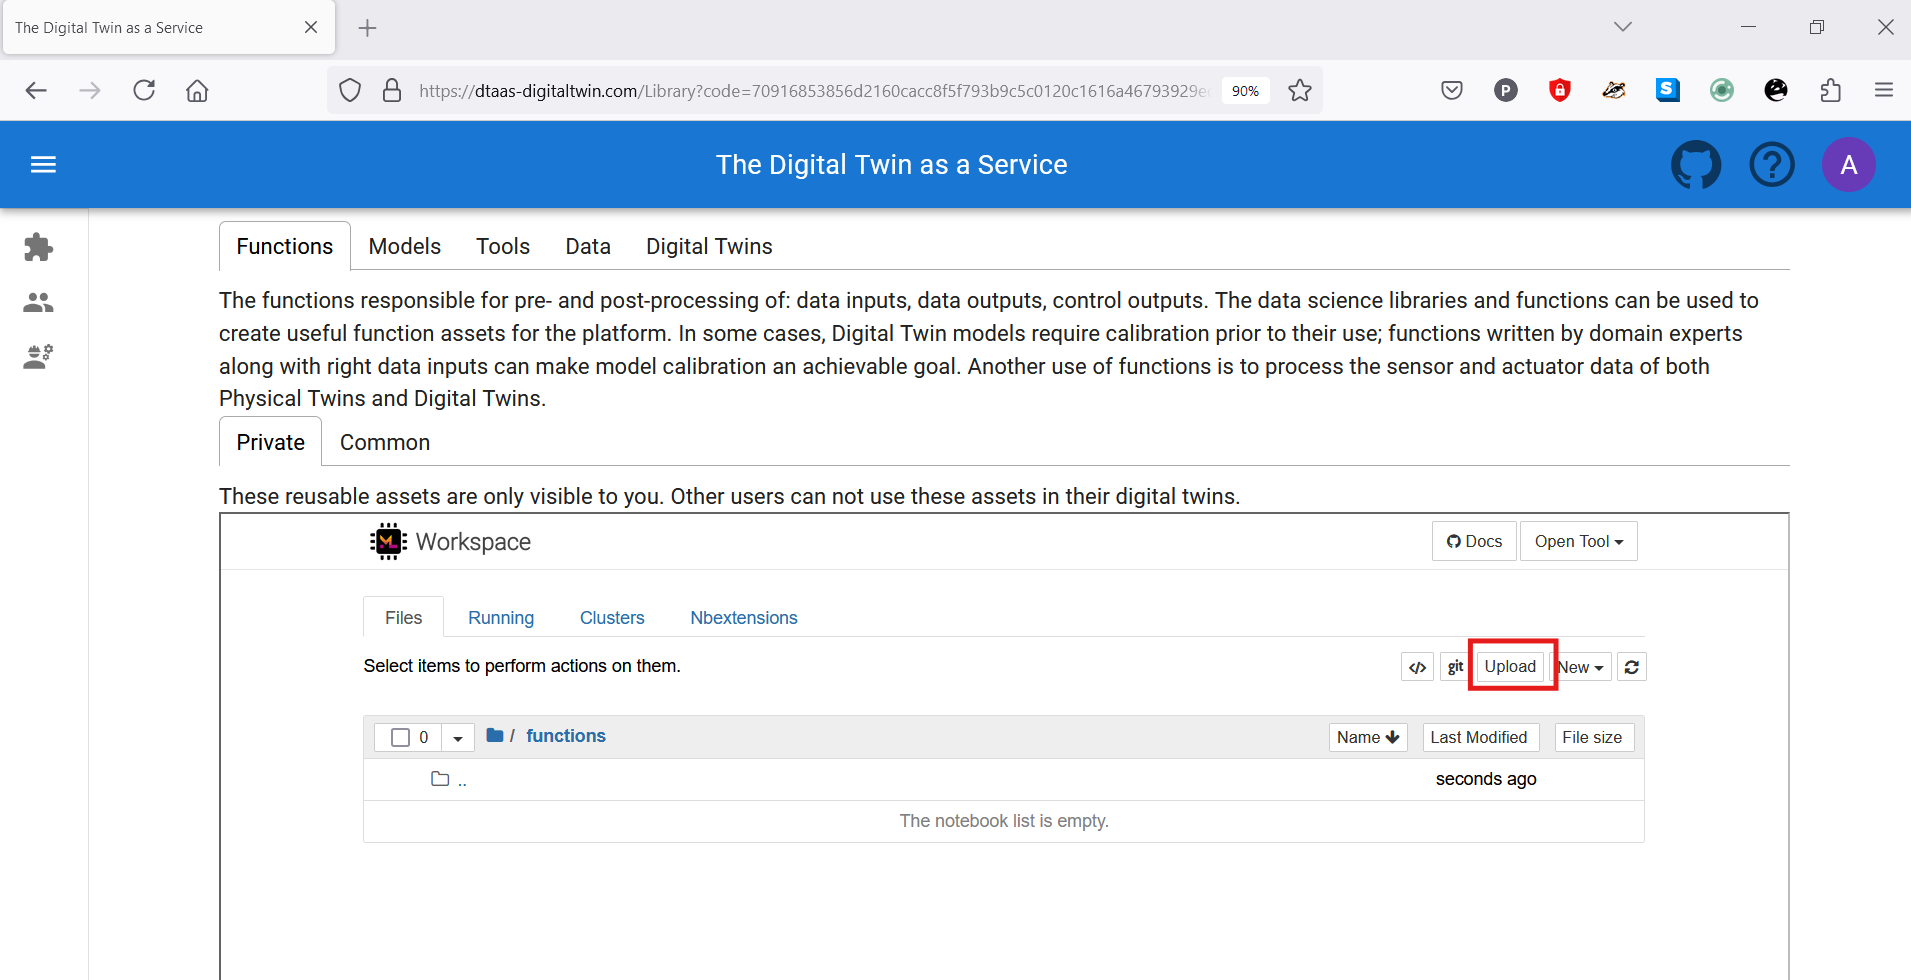 The Digital Twin as a Service
https://dtaas-digitaltwin.com/Library?code=70916853856d2160cacc8f5f793b9c5c0120c1616a46793929e
90%
The Digital Twin as a Service
A
Functions Models Tools Data Digital Twins
The functions responsible for pre- and post-processing of: data inputs, data outputs, control outputs. The data science libraries and functions can be used to
create useful function assets for the platform. In some cases, Digital Twin models require calibration prior to their use; functions written by domain experts
along with right data inputs can make model calibration an achievable goal. Another use of functions is to process the sensor and actuator data of both
Physical Twins and Digital Twins.
Private Common
These reusable assets are only visible to you. Other users can not use these assets in their digital twins.
Workspace
Docs Open Tool
Files Running Clusters Nbextensions
Select items to perform actions on them.
</> git Upload New
0 / functions Name Last Modified File size
.. seconds ago
The notebook list is empty.